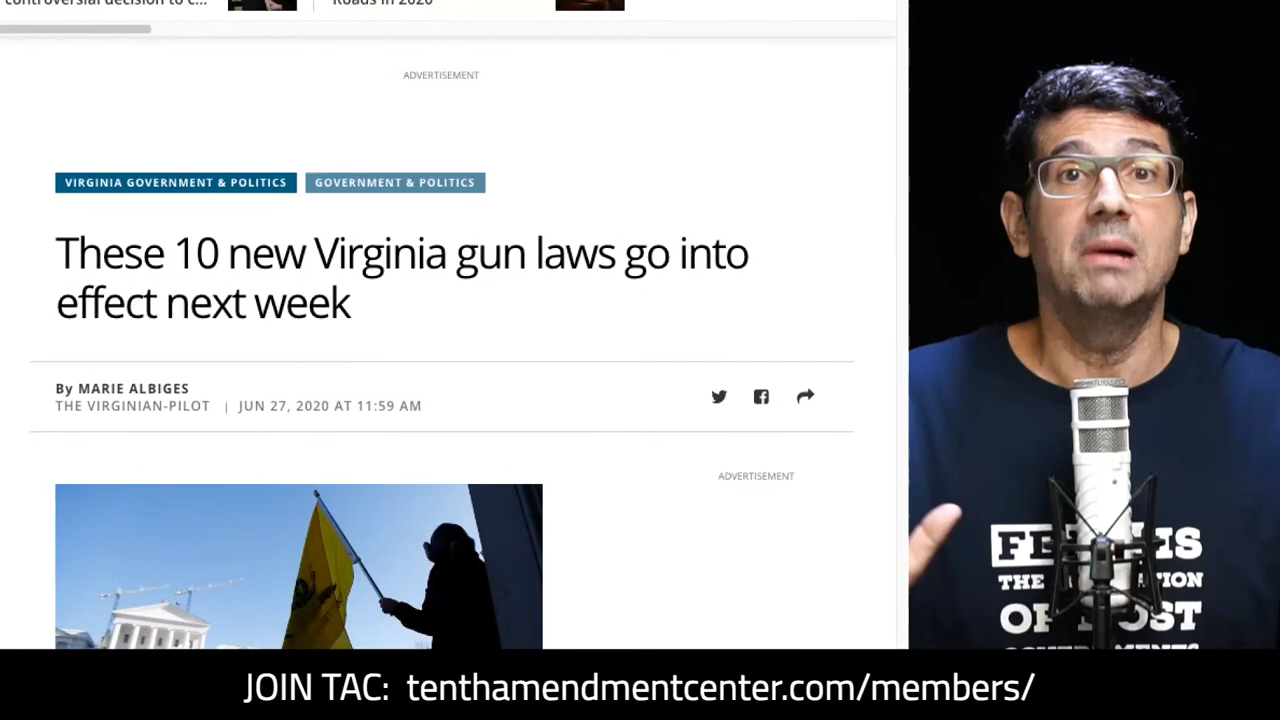 Roads in 2020
ADVERTISEMENT
VIRGINIA GOVERNMENT & POLITICS
GOVERNMENT & POLITICS
These 10 new Virginia gun laws go into
effect next week
By MARIE ALBIGES
THE VIRGINIAN-PILOT | JUN 27, 2020 AT 11:59 AM
ADVERTISEMENT
IS
THE
OF
JOIN TAC: tenthamendmentcenter.com/members/